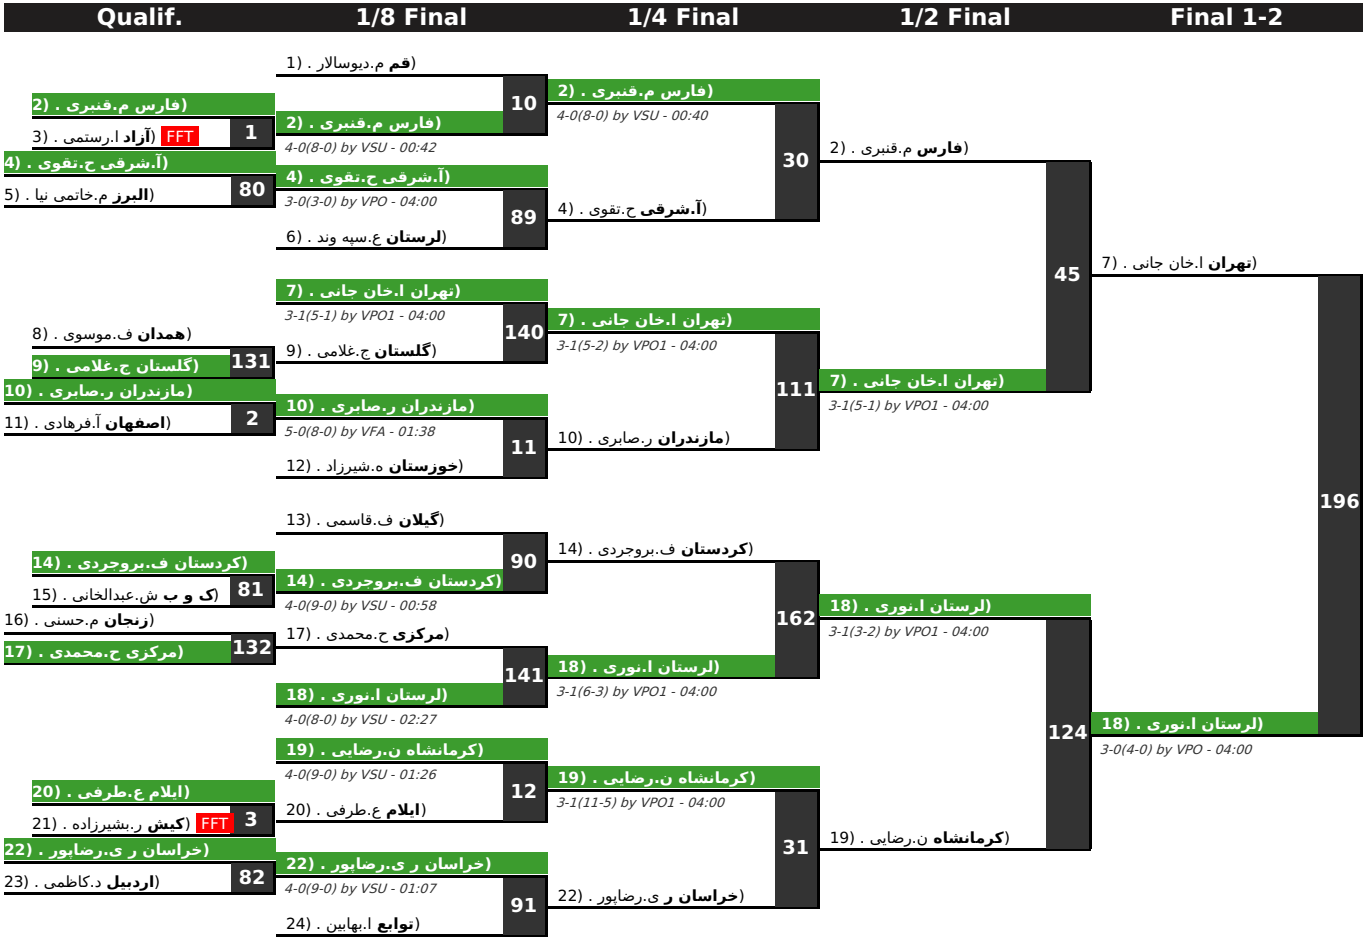 Qualif.
1/8 Final
1/4 Final
1/2 Final
Final 1-2
2) . فارس م.قنبری)
3) . آزاد ا.رستمی) FFT
1
4) . آ.شرقی ح.تقوی)
5) . البرز م.خاتمی نیا)
80
8) . همدان ف.موسوی)
9) . گلستان ج.غلامی)
131
10) . مازندران ر.صابری)
11) . اصفهان آ.فرهادی)
2
14) . کردستان ف.بروجردی)
15) . ک و ب ش.عبدالخانی)
81
16) . زنجان م.حسنی)
17) . مرکزی ح.محمدی)
132
20) . ایلام ع.طرفی)
21) . کیش ر.بشیرزاده) FFT
3
22) . خراسان ر ی.رضاپور)
23) . اردبیل د.کاظمی)
82
1) . قم م.دیوسالار)
2) . فارس م.قنبری)
10
4-0(8-0) by VSU - 00:42
4) . آ.شرقی ح.تقوی)
3-0(3-0) by VPO - 04:00
89
6) . لرستان ع.سپه وند)
7) . تهران ا.خان جانی)
3-1(5-1) by VPO1 - 04:00
140
9) . گلستان ج.غلامی)
10) . مازندران ر.صابری)
5-0(8-0) by VFA - 01:38
11
12) . خوزستان ه.شیرزاد)
13) . گیلان ف.قاسمی)
90
14) . کردستان ف.بروجردی)
4-0(9-0) by VSU - 00:58
17) . مرکزی ح.محمدی)
141
18) . لرستان ا.نوری)
4-0(8-0) by VSU - 02:27
19) . کرمانشاه ن.رضایی)
4-0(9-0) by VSU - 01:26
12
20) . ایلام ع.طرفی)
22) . خراسان ر ی.رضاپور)
4-0(9-0) by VSU - 01:07
91
24) . توابع ا.بهابین)
2) . فارس م.قنبری)
4-0(8-0) by VSU - 00:40
30
4) . آ.شرقی ح.تقوی)
7) . تهران ا.خان جانی)
3-1(5-2) by VPO1 - 04:00
111
10) . مازندران ر.صابری)
14) . کردستان ف.بروجردی)
162
18) . لرستان ا.نوری)
3-1(6-3) by VPO1 - 04:00
19) . کرمانشاه ن.رضایی)
3-1(11-5) by VPO1 - 04:00
31
22) . خراسان ر ی.رضاپور)
2) . فارس م.قنبری)
45
7) . تهران ا.خان جانی)
3-1(5-1) by VPO1 - 04:00
18) . لرستان ا.نوری)
3-1(3-2) by VPO1 - 04:00
124
19) . کرمانشاه ن.رضایی)
7) . تهران ا.خان جانی)
196
18) . لرستان ا.نوری)
3-0(4-0) by VPO - 04:00